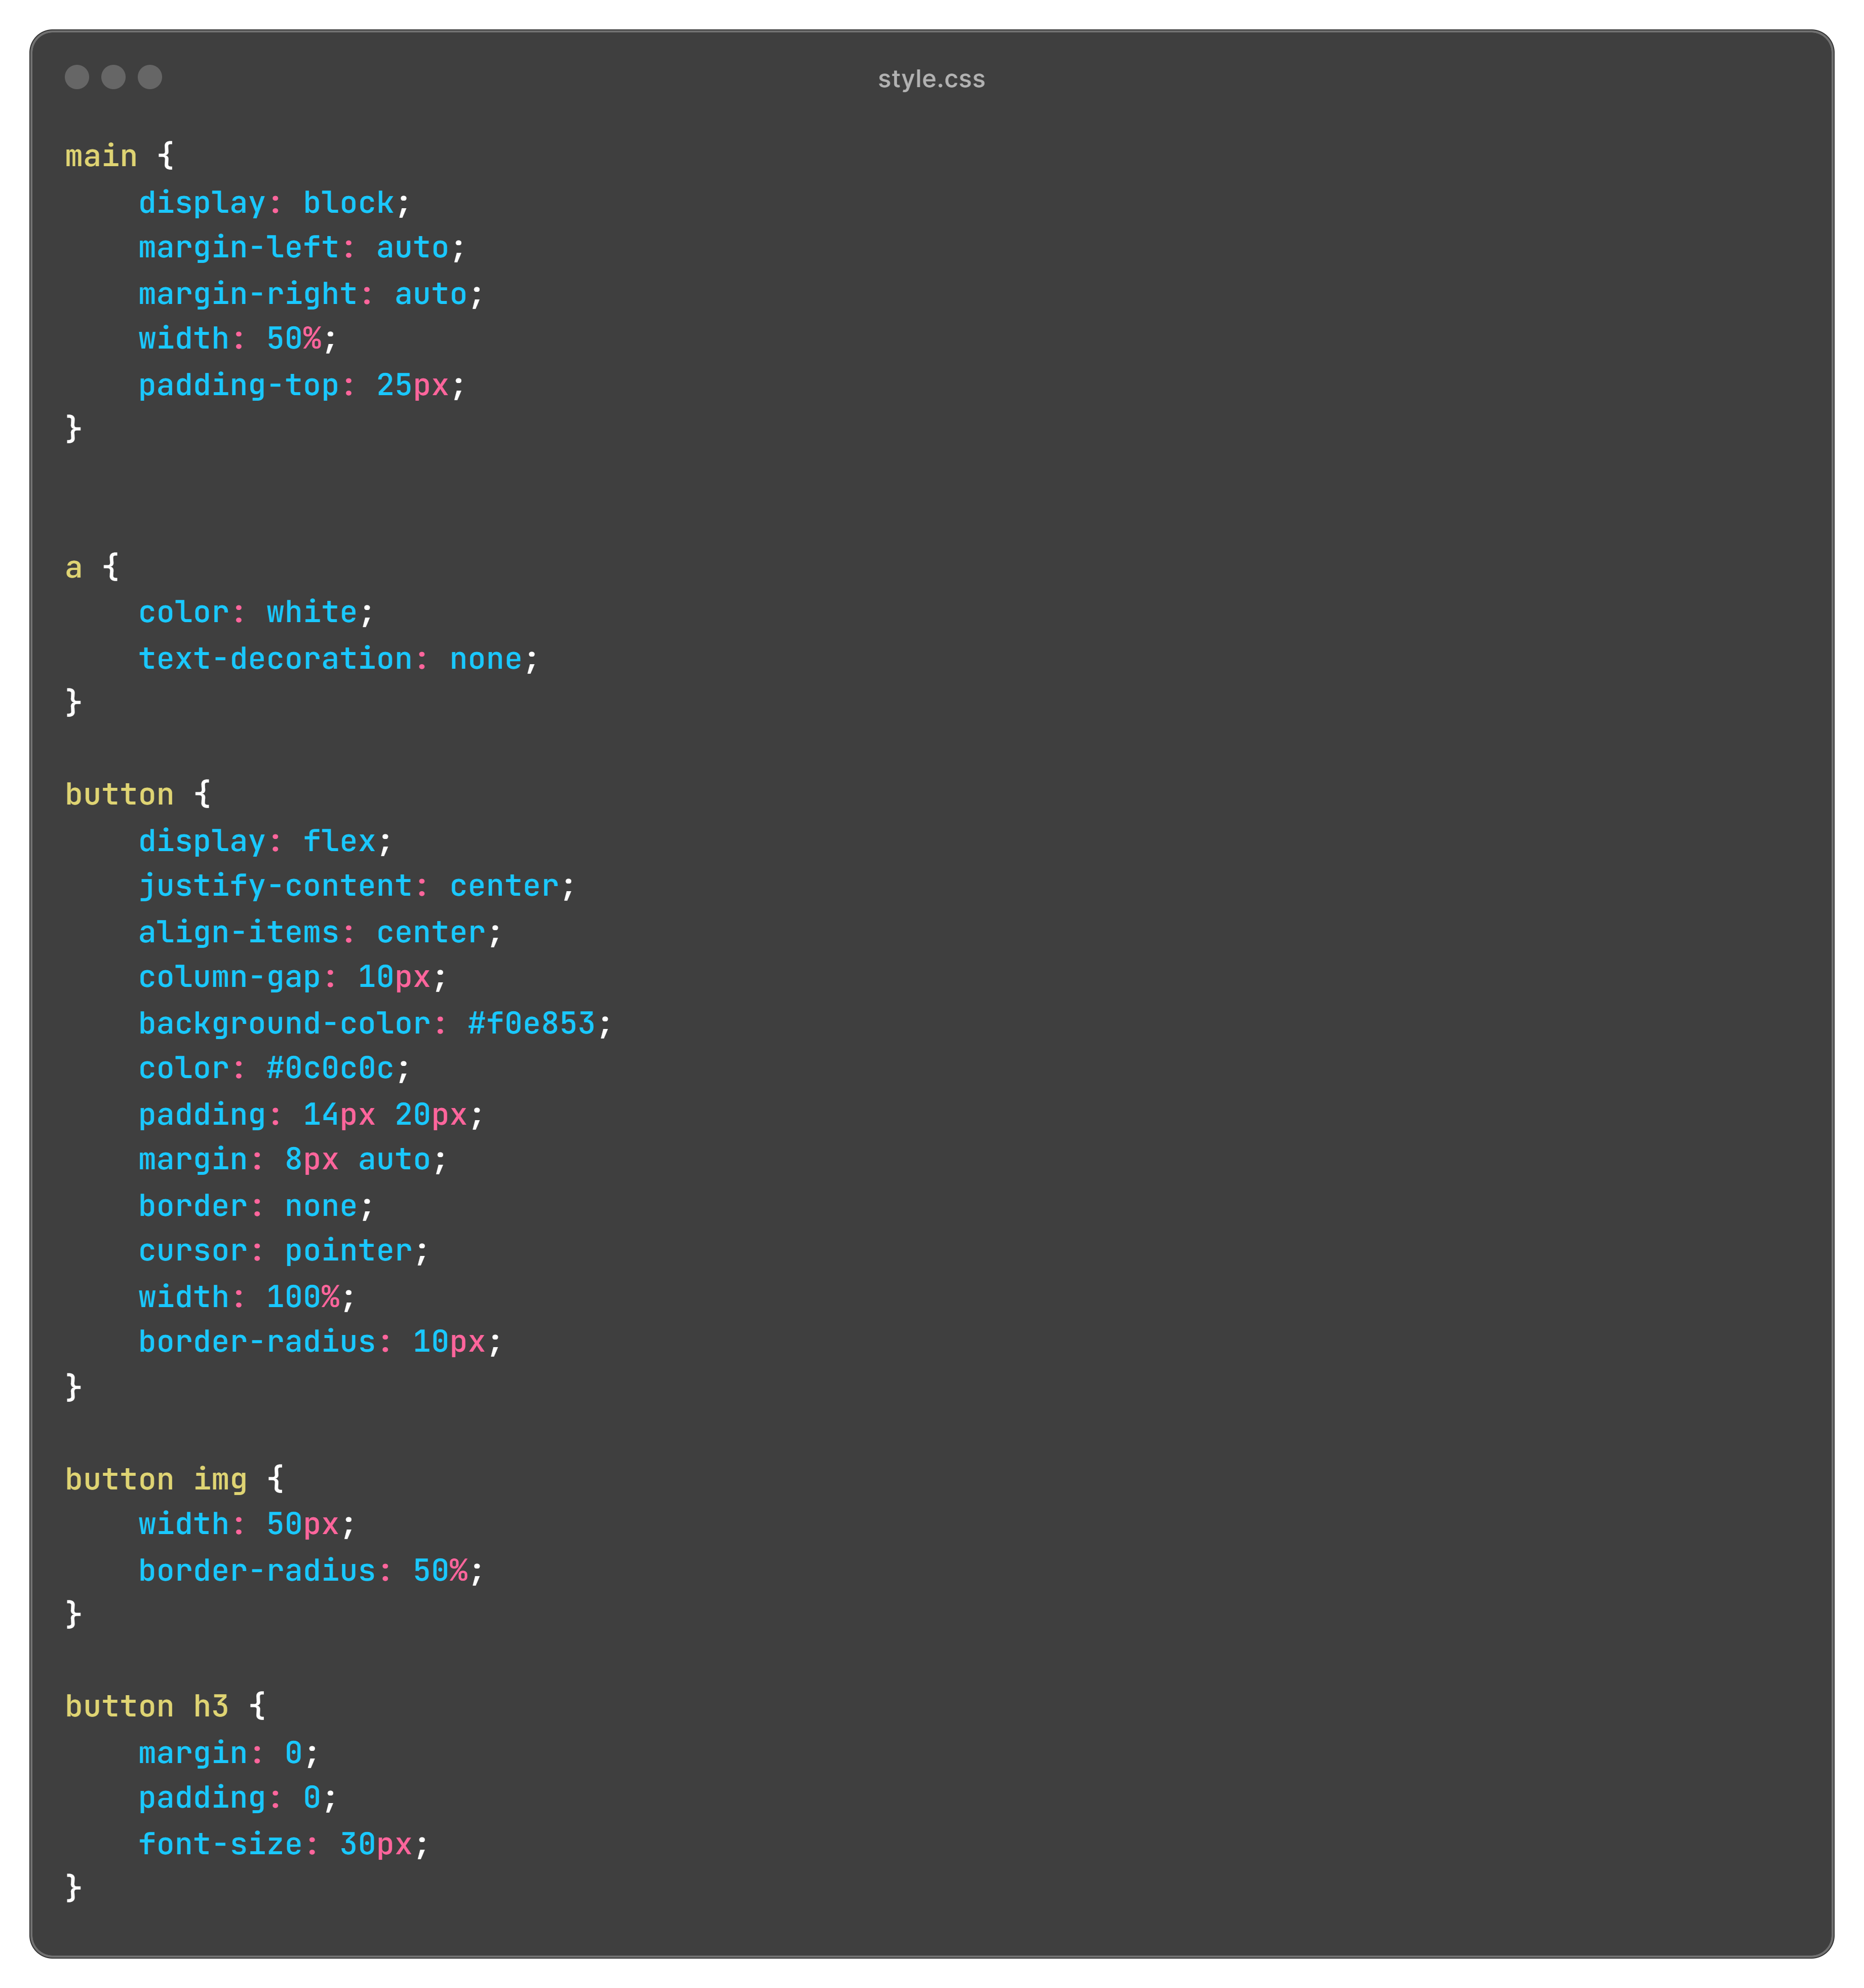 style.css
main {
    display: block;
    margin-left: auto;
    margin-right: auto;
    width: 50%;
    padding-top: 25px;
}
a {
    color: white;
    text-decoration: none;
}
button {
    display: flex;
    justify-content: center;
    align-items: center;
    column-gap: 10px;
    background-color: #f0e853;
    color: #0c0c0c;
    padding: 14px 20px;
    margin: 8px auto;
    border: none;
    cursor: pointer;
    width: 100%;
    border-radius: 10px;
}
button img {
    width: 50px;
    border-radius: 50%;
}
button h3 {
    margin: 0;
    padding: 0;
    font-size: 30px;
}